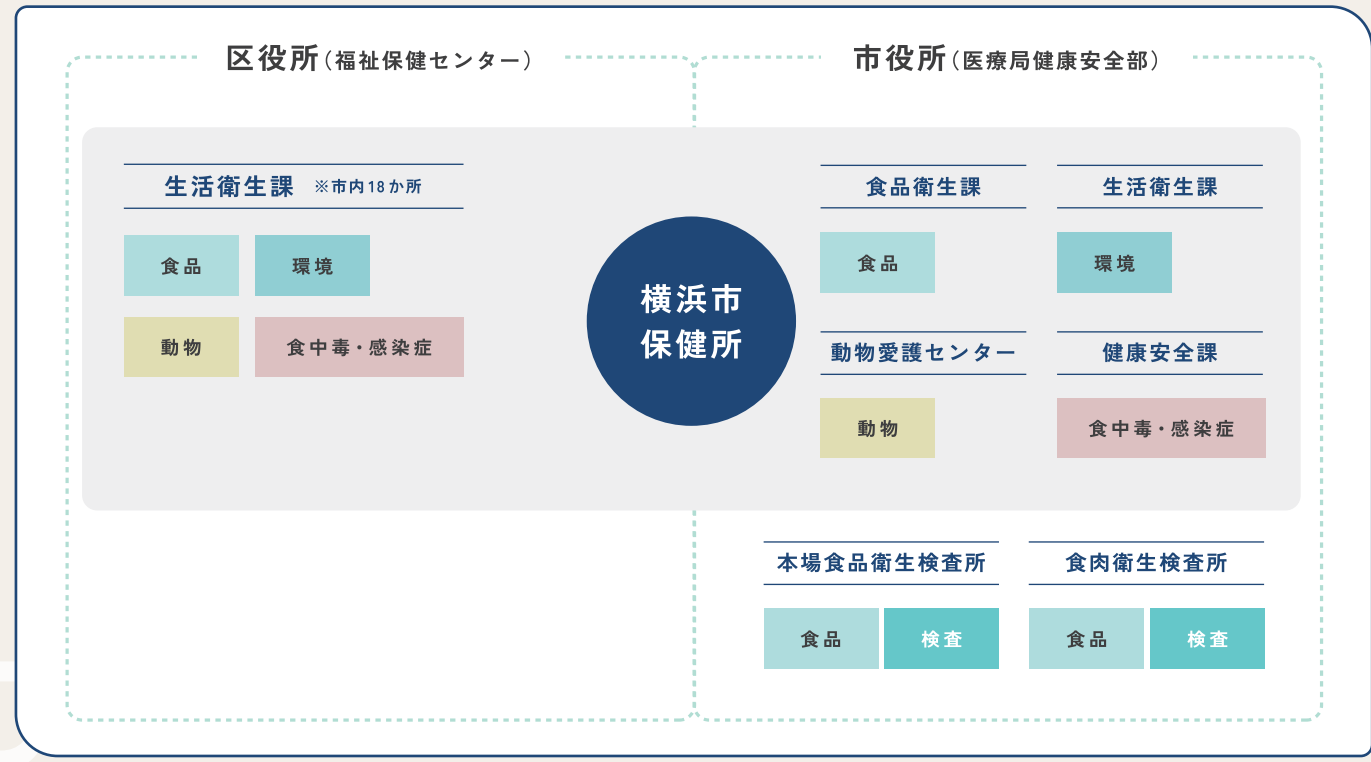 区役所（福祉保健センター）
市役所（医療局健康安全部）
生活衛生課 ※市内18か所
食品
環境
動物
食中毒・感染症
横浜市
保健所
食品衛生課
生活衛生課
食品
環境
動物愛護センター
健康安全課
動物
食中毒・感染症
本場食品衛生検査所
食肉衛生検査所
食品
検査
食品
検査